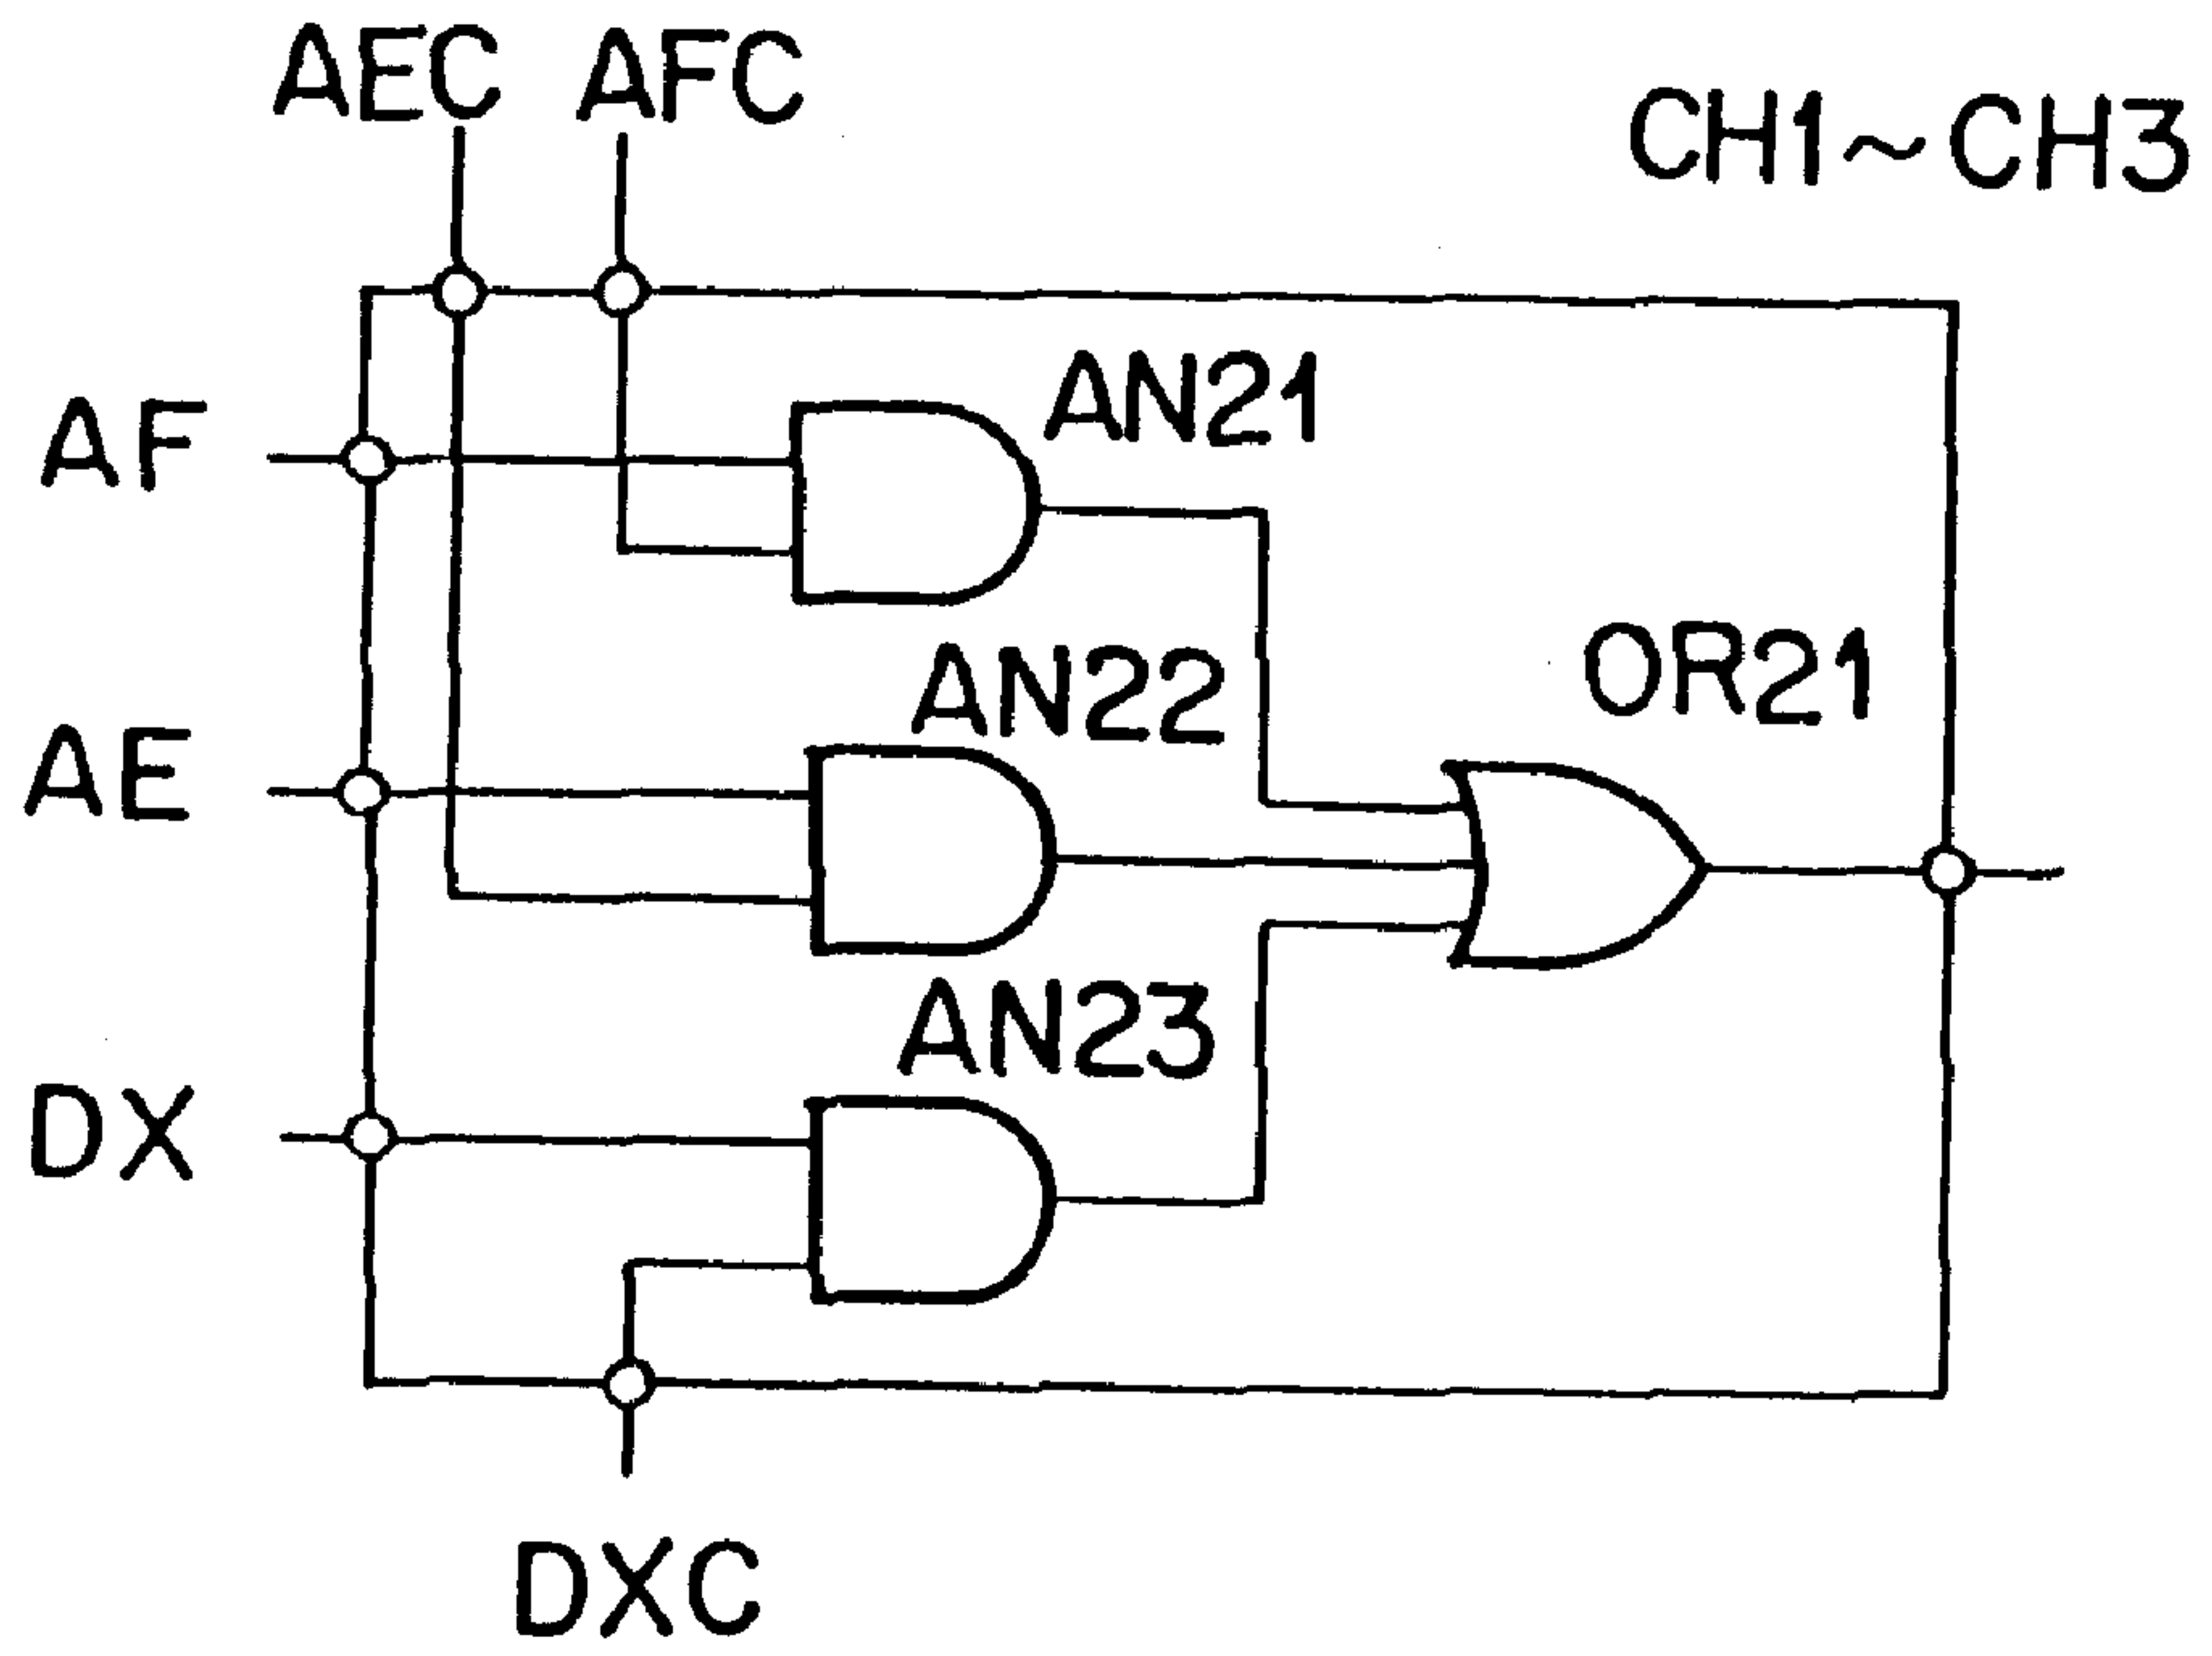 AEC AFC
CH1~CH3
AF
AN21
AN22
OR21
AE
AN23
DX
DXC